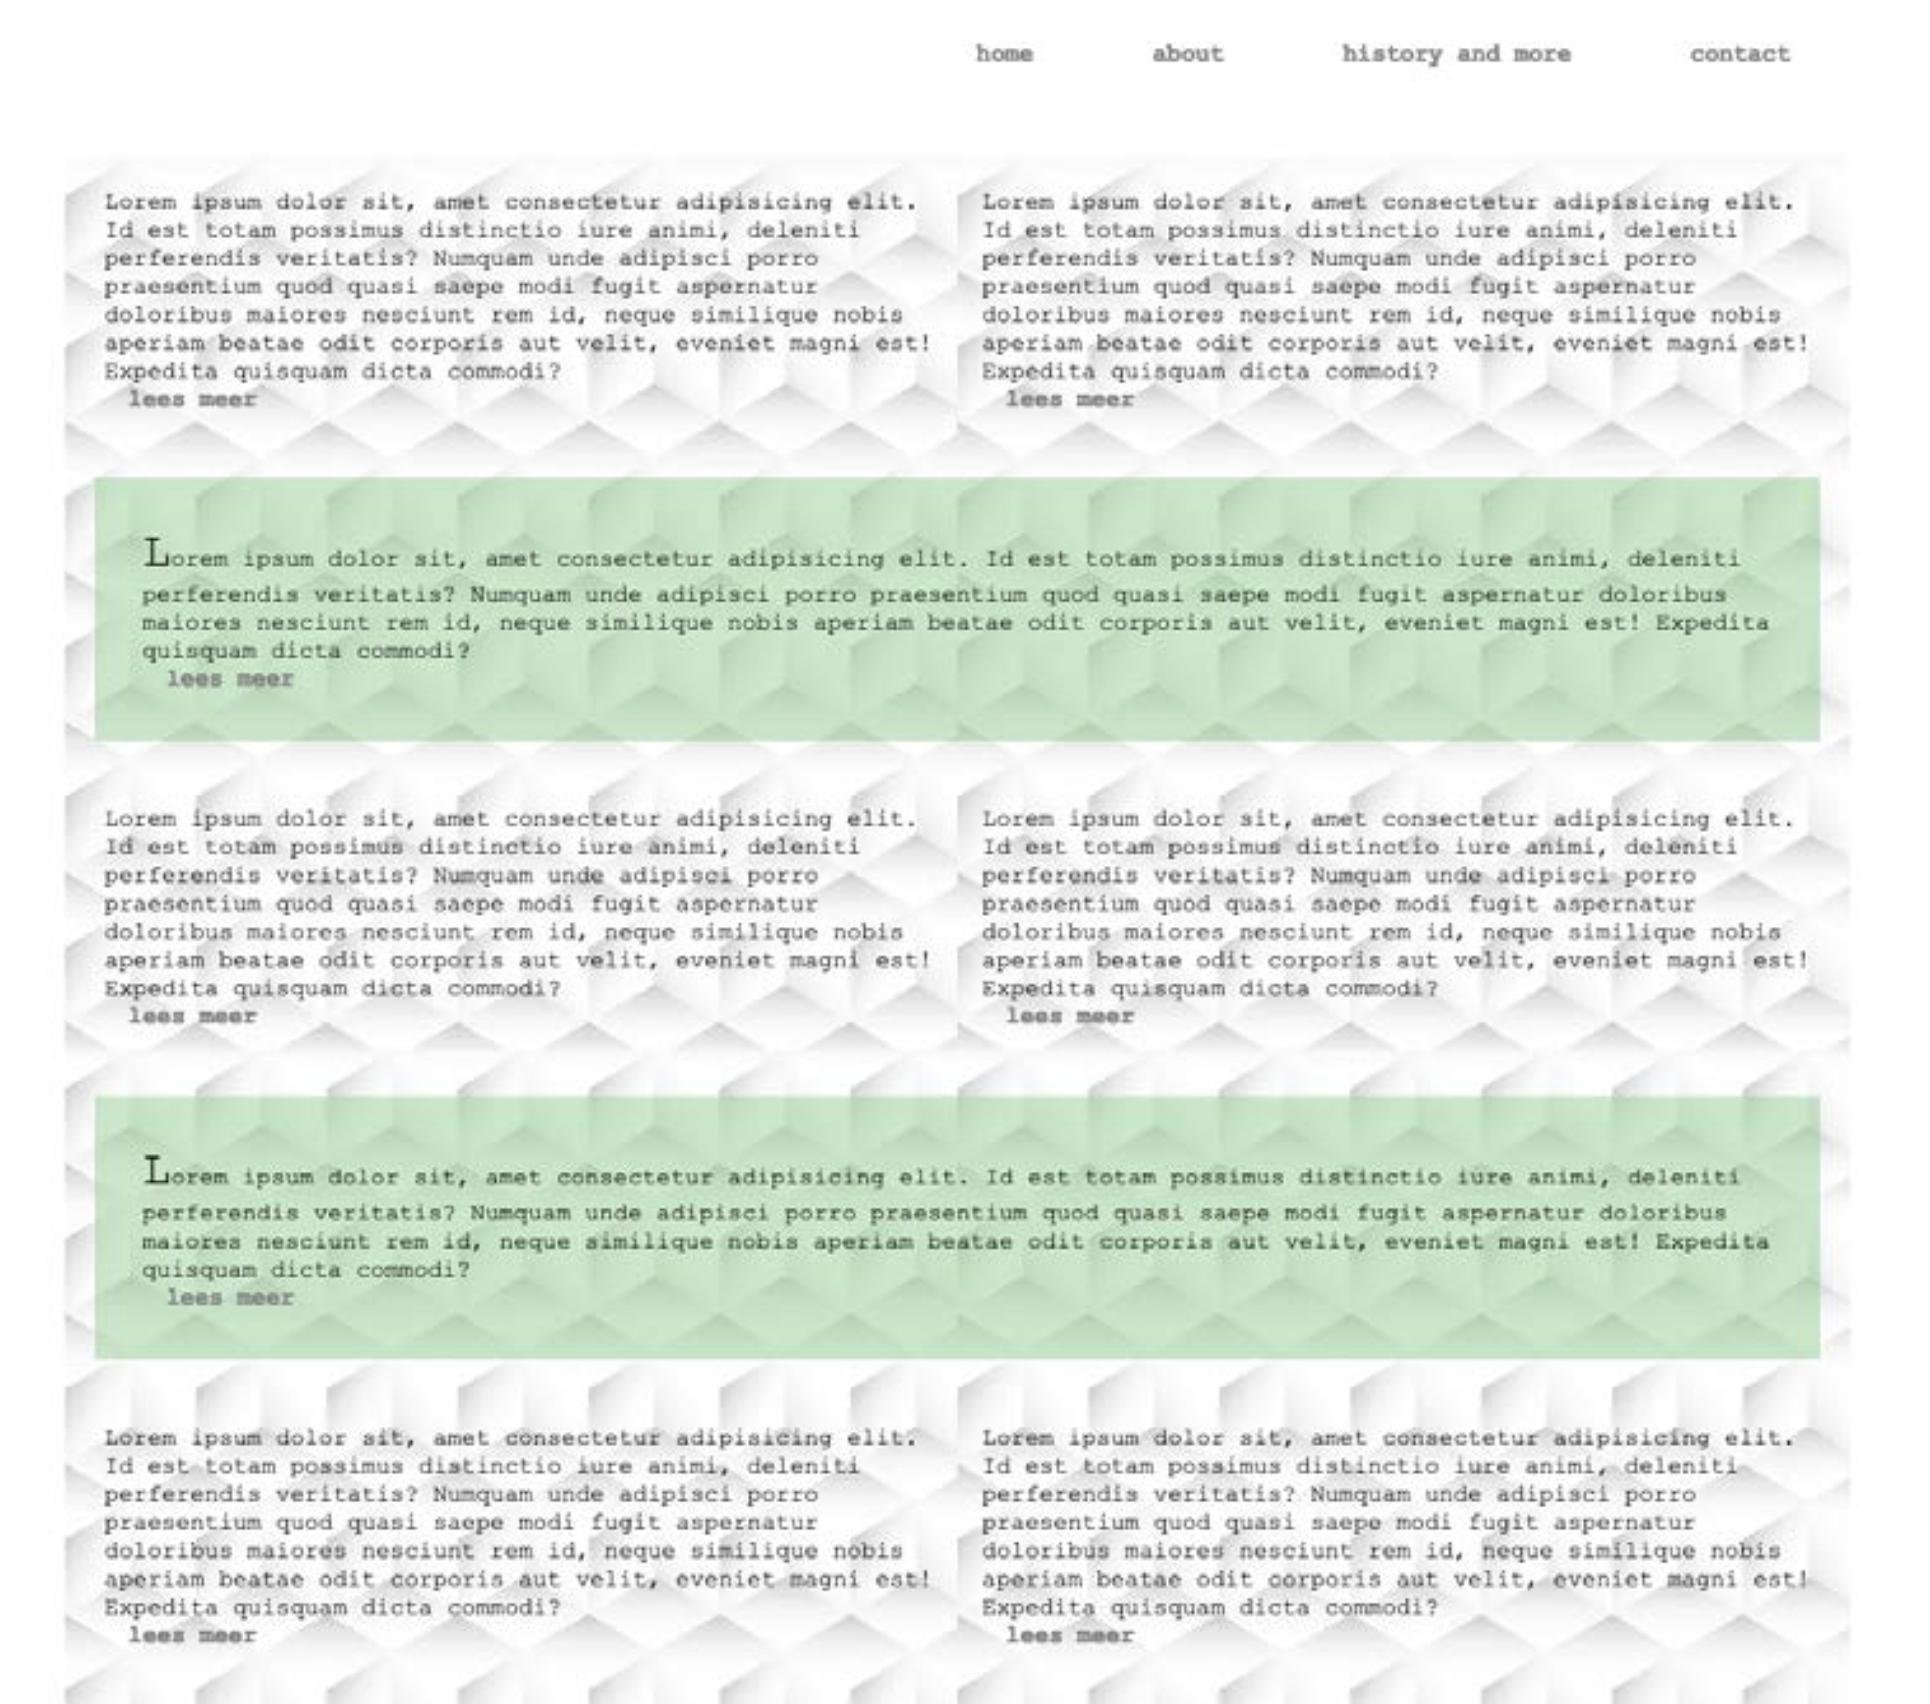 home about history and more contact
Lorem ipsum dolor sit, amet consectetur adipisicing elit.
Id est totam possimus distinctio iure animi, deleniti
perferendis veritatis? Numquam unde adipisci porro
praesentium quod quasi saepe modi fugit aspernatur
doloribus maiores nesciunt rem id, neque similique nobis
aperiam beatae odit corporis aut velit, eveniet magni est!
Expedita quisquam dicta commodi?
lees meer
Lorem ipsum dolor sit, amet consectetur adipisicing elit.
Id est totam possimus distinctio iure animi, deleniti
perferendis veritatis? Numquam unde adipisci porro
praesentium quod quasi saepe modi fugit aspernatur
doloribus maiores nesciunt rem id, neque similique nobis
aperiam beatae odit corporis aut velit, eveniet magni est!
Expedita quisquam dicta commodi?
lees meer
Lorem ipsum dolor sit, amet consectetur adipisicing elit. Id est totam possimus distinctio iure animi, deleniti
perferendis veritatis? Numquam unde adipisci porro praesentium quod quasi saepe modi fugit aspernatur doloribus
maiores nesciunt rem id, neque similique nobis aperiam beatae odit corporis aut velit, eveniet magni est! Expedita
quisquam dicta commodi?
lees meer
Lorem ipsum dolor sit, amet consectetur adipisicing elit.
Id est totam possimus distinctio iure animi, deleniti
perferendis veritatis? Numquam unde adipisci porro
praesentium quod quasi saepe modi fugit aspernatur
doloribus maiores nesciunt rem id, neque similique nobis
aperiam beatae odit corporis aut velit, eveniet magni est!
Expedita quisquam dicta commodi?
lees meer
Lorem ipsum dolor sit, amet consectetur adipisicing elit.
Id est totam possimus distinctio iure animi, deleniti
perferendis veritatis? Numquam unde adipisci porro
praesentium quod quasi saepe modi fugit aspernatur
doloribus maiores nesciunt rem id, neque similique nobis
aperiam beatae odit corporis aut velit, eveniet magni est!
Expedita quisquam dicta commodi?
lees meer
Lorem ipsum dolor sit, amet consectetur adipisicing elit. Id est totam possimus distinctio iure animi, deleniti
perferendis veritatis? Numquam unde adipisci porro praesentium quod quasi saepe modi fugit aspernatur doloribus
maiores nesciunt rem id, neque similique nobis aperiam beatae odit corporis aut velit, eveniet magni est! Expedita
quisquam dicta commodi?
lees meer
Lorem ipsum dolor sit, amet consectetur adipisicing elit.
Id est totam possimus distinctio iure animi, deleniti
perferendis veritatis? Numquam unde adipisci porro
praesentium quod quasi saepe modi fugit aspernatur
doloribus maiores nesciunt rem id, neque similique nobis
aperiam beatae odit corporis aut velit, eveniet magni est!
Expedita quisquam dicta commodi?
lees meer
Lorem ipsum dolor sit, amet consectetur adipisicing elit.
Id est totam possimus distinctio iure animi, deleniti
perferendis veritatis? Numquam unde adipisci porro
praesentium quod quasi saepe modi fugit aspernatur
doloribus maiores nesciunt rem id, neque similique nobis
aperiam beatae odit corporis aut velit, eveniet magni est!
Expedita quisquam dicta commodi?
lees meer